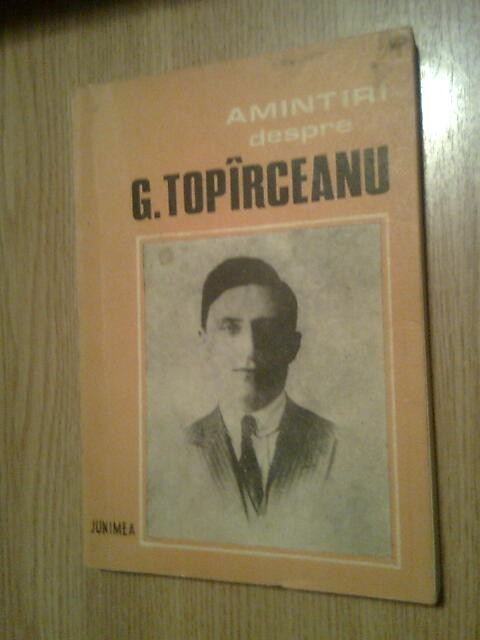 AMINTIRI
despre
G. TOPÎRCEANU
JUNIMEA